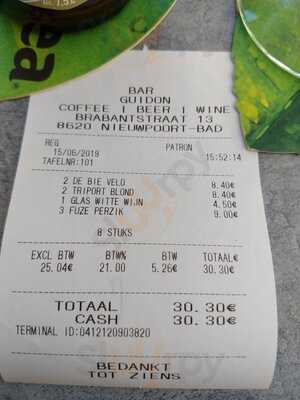 ea
BAR
GUIDON
COFFEE | BEER | WINE
BRABANTSTRAAT 13
8620 NIEUWPOORT-BAD
REG PATRON
15/06/2019 15:52:14
TAFELNR:101
2 DE BIE VELD 8.40€
2 TRIPORT BLOND 8.40€
1 GLAS WITTE WIJN 4.50€
3 FUZE PERZIK 9.00€
8 STUKS
EXCL BTW BTW% BTW TOTAAL€
25.04€ 21.00 5.26€ 30.30€
TOTAAL 30.30€
CASH 30.30€
TERMINAL ID:0412120903820
BEDANKT
TOT ZIENS